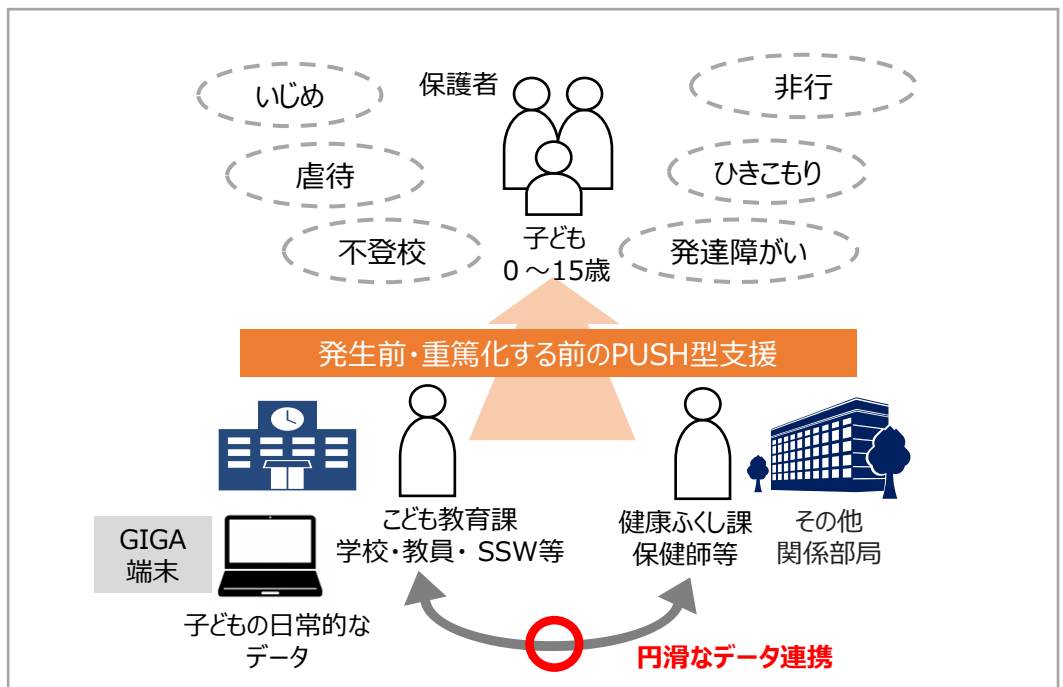 保護者
いじめ
非行
虐待
ひきこもり
不登校
子ども
0～15歳
発達障がい
発生前・重篤化する前のPUSH型支援
こども教育課
学校・教員・ SSW等
健康ふくし課
保健師等
その他
関係部局
GIGA
端末
子どもの日常的な
データ
円滑なデータ連携